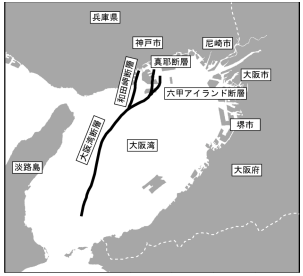 兵庫県
神戸市
尼崎市
真耶断層
和田岬断層
大阪市
六甲アイランド断層
堺市
大阪湾断層
大阪湾
淡路島
大阪府